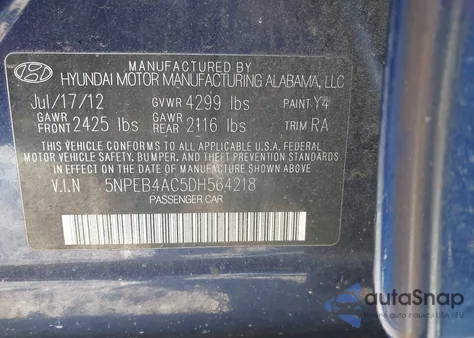 MANUFACTURED BY
HYUNDAI MOTOR MANUFACTURING ALABAMA, LLC
Jul/17/12 GVWR 4299 lbs PAINT Y4
GAWR FRONT 2425 lbs GAWR REAR 2116 lbs TRIM RA
THIS VEHICLE CONFORMS TO ALL APPLICABLE U.S.A. FEDERAL
MOTOR VEHICLE SAFETY, BUMPER, AND THEFT PREVENTION STANDARDS
IN EFFECT ON THE DATE OF MANUFACTURE SHOWN ABOVE.
V.I.N 5NPEB4AC5DH564218
PASSENGER CAR
autoSnap